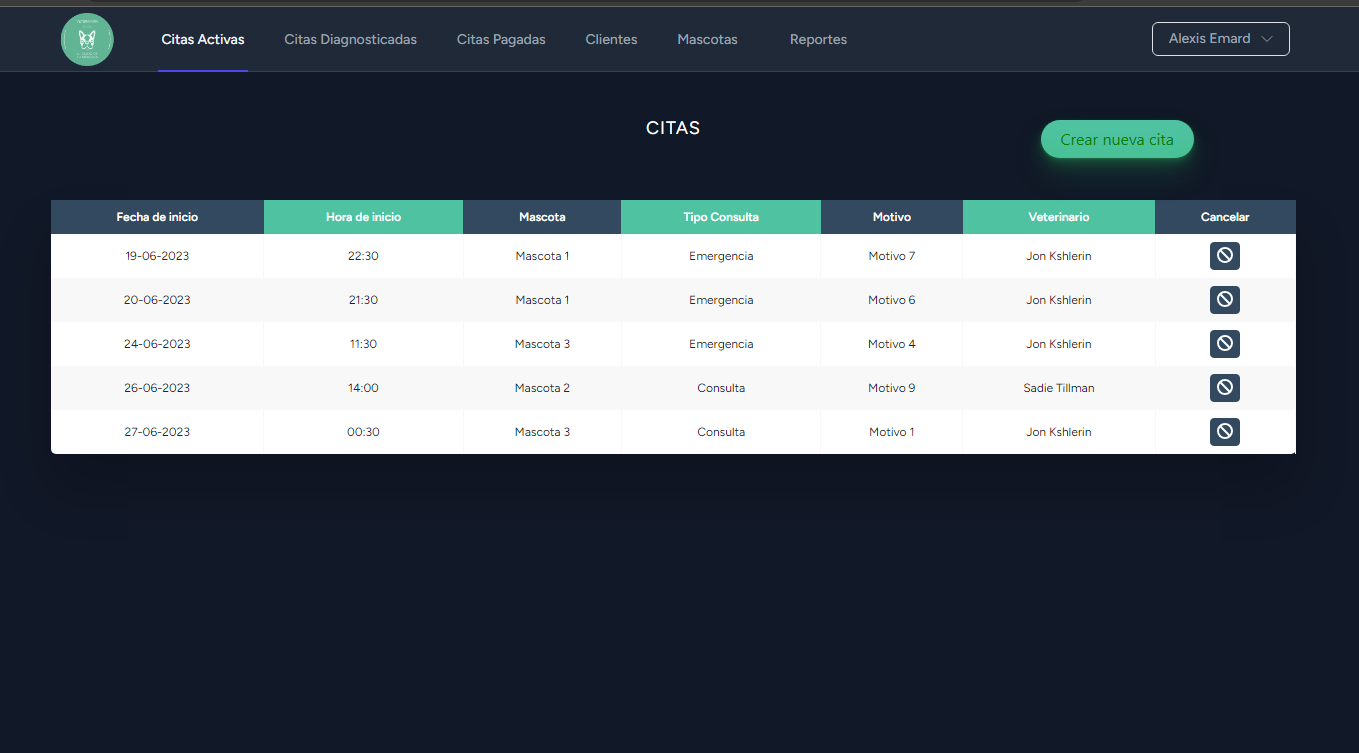 Citas Activas Citas Diagnosticadas Citas Pagadas Clientes Mascotas Reportes Alexis Emard
CITAS
Crear nueva cita
Fecha de inicio Hora de inicio Mascota Tipo Consulta Motivo Veterinario Cancelar
19-06-2023 22:30 Mascota 1 Emergencia Motivo 7 Jon Kshlerin
20-06-2023 21:30 Mascota 1 Emergencia Motivo 6 Jon Kshlerin
24-06-2023 11:30 Mascota 3 Emergencia Motivo 4 Jon Kshlerin
26-06-2023 14:00 Mascota 2 Consulta Motivo 9 Sadie Tillman
27-06-2023 00:30 Mascota 3 Consulta Motivo 1 Jon Kshlerin